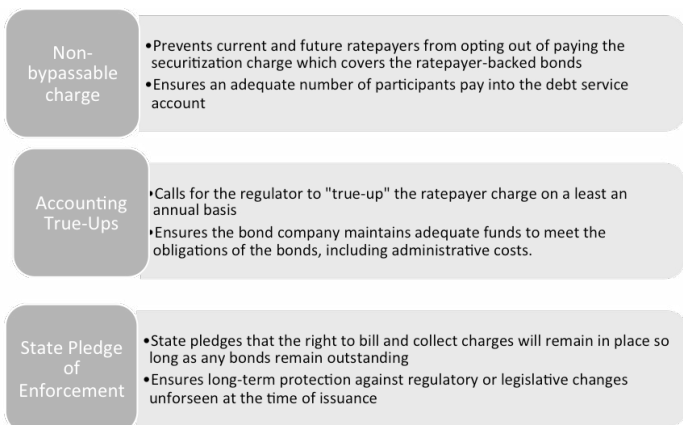 Non-
bypassable
charge
•Prevents current and future ratepayers from opting out of paying the
securitization charge which covers the ratepayer-backed bonds
•Ensures an adequate number of participants pay into the debt service
account
Accounting
True-Ups
•Calls for the regulator to "true-up" the ratepayer charge on a least an
annual basis
•Ensures the bond company maintains adequate funds to meet the
obligations of the bonds, including administrative costs.
State Pledge
of
Enforcement
•State pledges that the right to bill and collect charges will remain in place so
long as any bonds remain outstanding
•Ensures long-term protection against regulatory or legislative changes
unforseen at the time of issuance